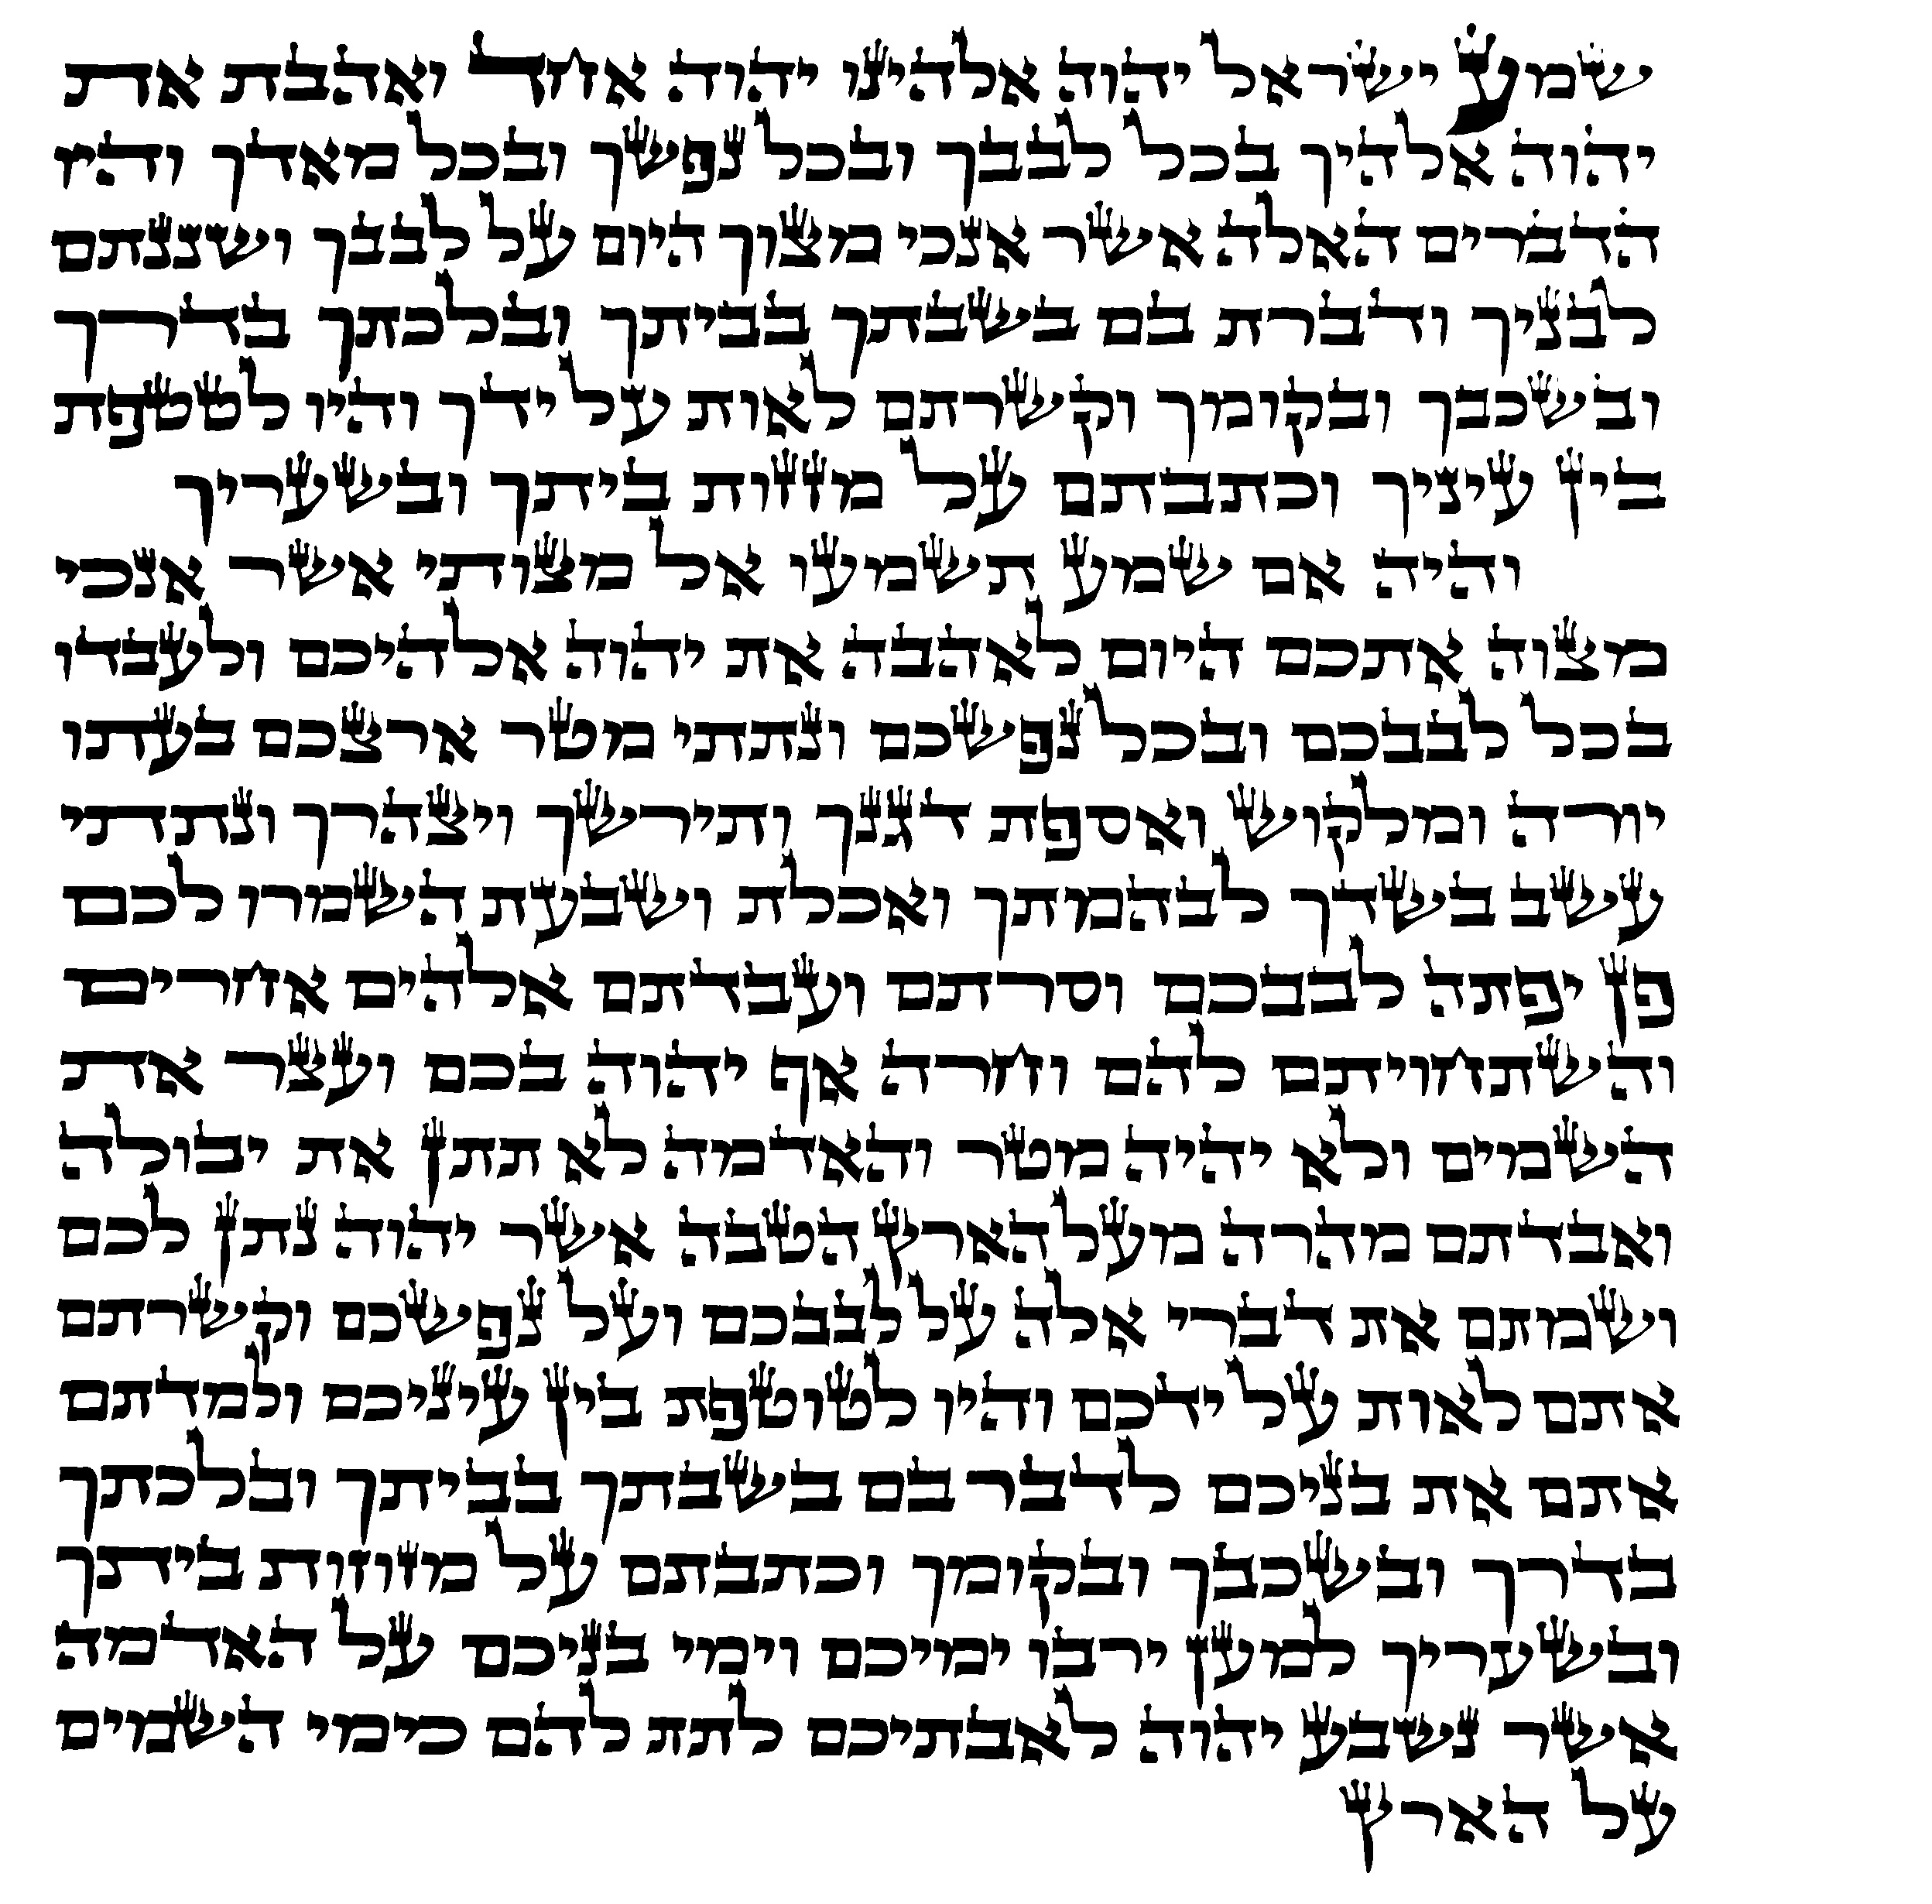 שמע ישראל יהוה אלהינו יהוה אחד ואהבת את
יהוה אלהיך בכל לבבך ובכל נפשך ובכל מאדך והיו
הדברים האלה אשר אנכי מצוך היום על לבבך ושננתם
לבניך ודברת בם בשבתך בביתך ובלכתך בדרך
ובשכבך ובקומך וקשרתם לאות על ידך והיו לטטפת
בין עיניך וכתבתם על מזזות ביתך ובשעריך
והיה אם שמע תשמעו אל מצותי אשר אנכי
מצוה אתכם היום לאהבה את יהוה אלהיכם ולעבדו
בכל לבבכם ובכל נפשכם ונתתי מטר ארצכם בעתו
יורה ומלקוש ואספת דגנך ותירשך ויצהרך ונתתי
עשב בשדך לבהמתך ואכלת ושבעת השמרו לכם
פן יפתה לבבכם וסרתם ועבדתם אלהים אחרים
והשתחויתם להם וחרה אף יהוה בכם ועצר את
השמים ולא יהיה מטר והאדמה לא תתן את יבולה
ואבדתם מהרה מעל הארץ הטבה אשר יהוה נתן לכם
ושמתם את דברי אלה על לבבכם ועל נפשכם וקשרתם
אתם לאות על ידכם והיו לטוטפת בין עיניכם ולמדתם
אתם את בניכם לדבר בם בשבתך בביתך ובלכתך
בדרך ובשכבך ובקומך וכתבתם על מזוזות ביתך
ובשעריך למען ירבו ימיכם וימי בניכם על האדמה
אשר נשבע יהוה לאבתיכם לתת להם כימי השמים
על הארץ